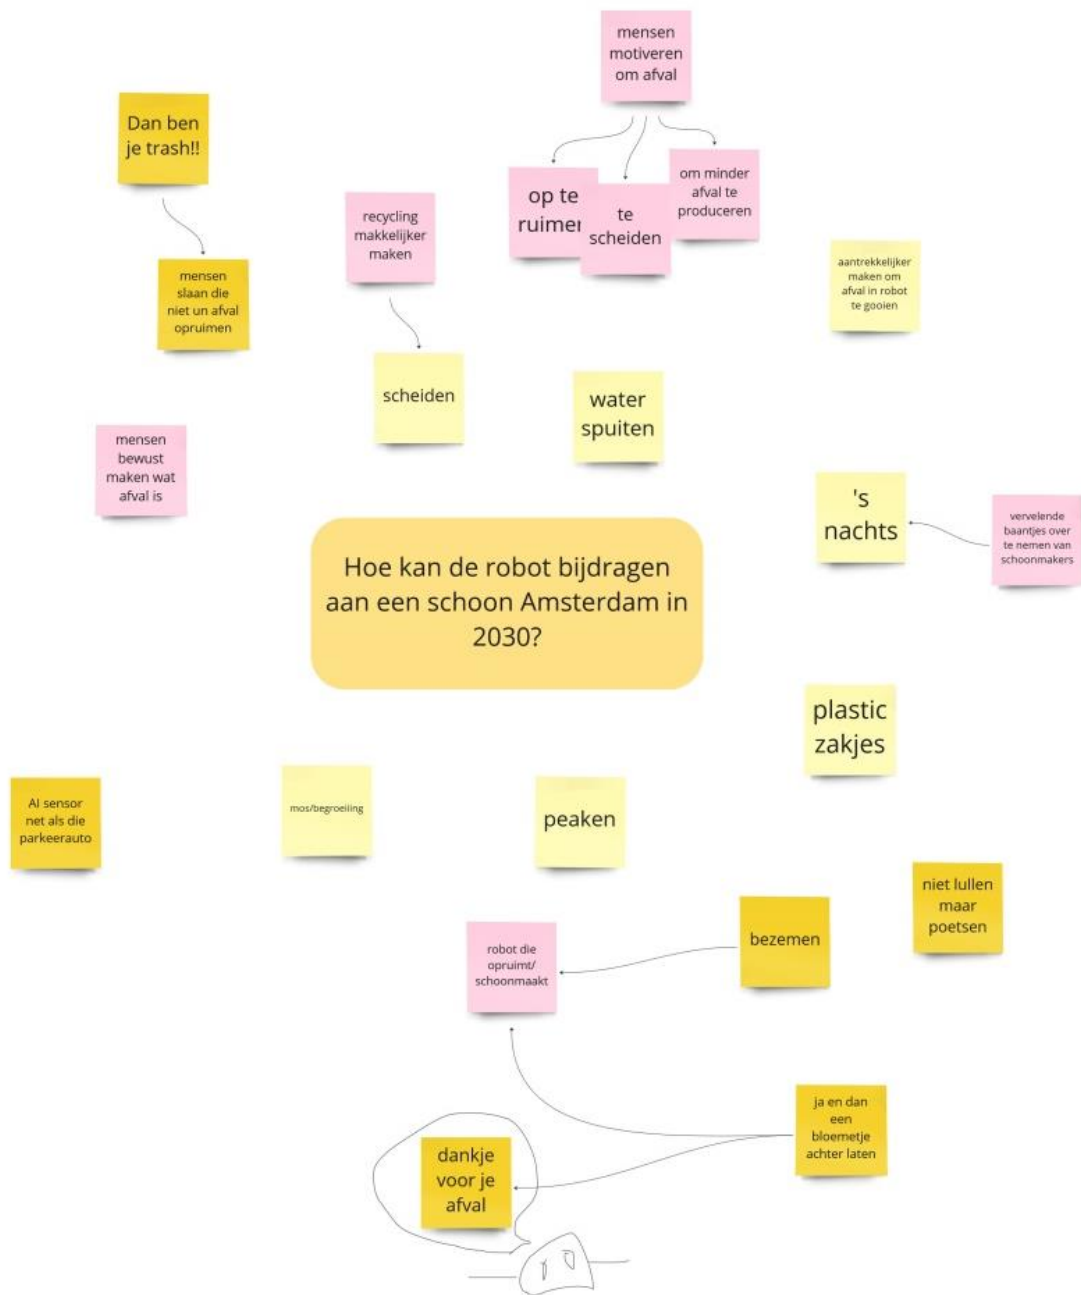 mensen
motiveren
om afval
Dan ben
je trash!!
op te
ruimen
te
scheiden
om minder
afval te
produceren
recycling
makkelijker
maken
mensen
slaan die
niet un afval
opruimen
aantrekkelijker
maken om
afval in robot
te gooien
scheiden
water
spuiten
mensen
bewust
maken wat
afval is
's
nachts
vervelende
baantjes over
te nemen van
schoonmakers
Hoe kan de robot bijdragen
aan een schoon Amsterdam in
2030?
plastic
zakjes
AI sensor
net als die
parkeerauto
mos/begroeiing
peaken
niet lullen
maar
poetsen
bezemen
robot die
opruimt/
schoonmaakt
ja en dan
een
bloemetje
achter laten
dankje
voor je
afval